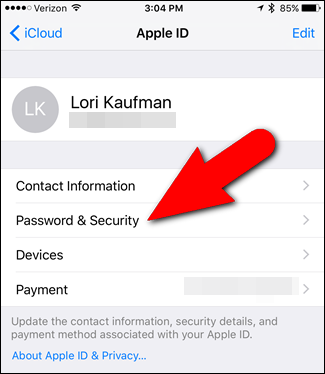 Verizon 3:04 PM 85%
iCloud Apple ID Edit
LK Lori Kaufman
Contact Information
Password & Security
Devices
Payment
Update the contact information, security details, and
payment method associated with your Apple ID.
About Apple ID & Privacy...